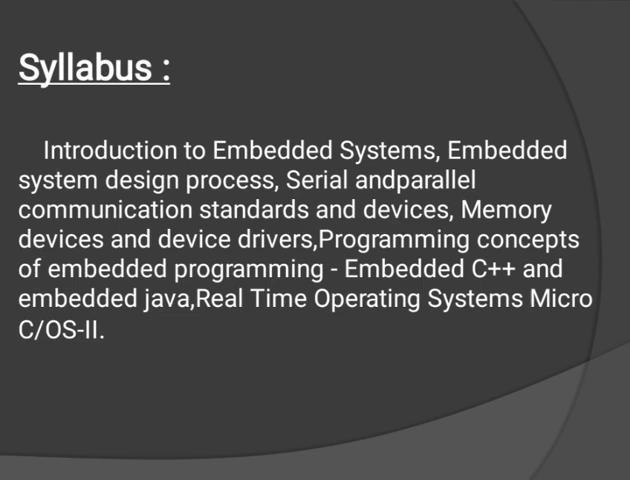 Syllabus :
Introduction to Embedded Systems, Embedded
system design process, Serial andparallel
communication standards and devices, Memory
devices and device drivers,Programming concepts
of embedded programming - Embedded C++ and
embedded java,Real Time Operating Systems Micro
C/OS-II.